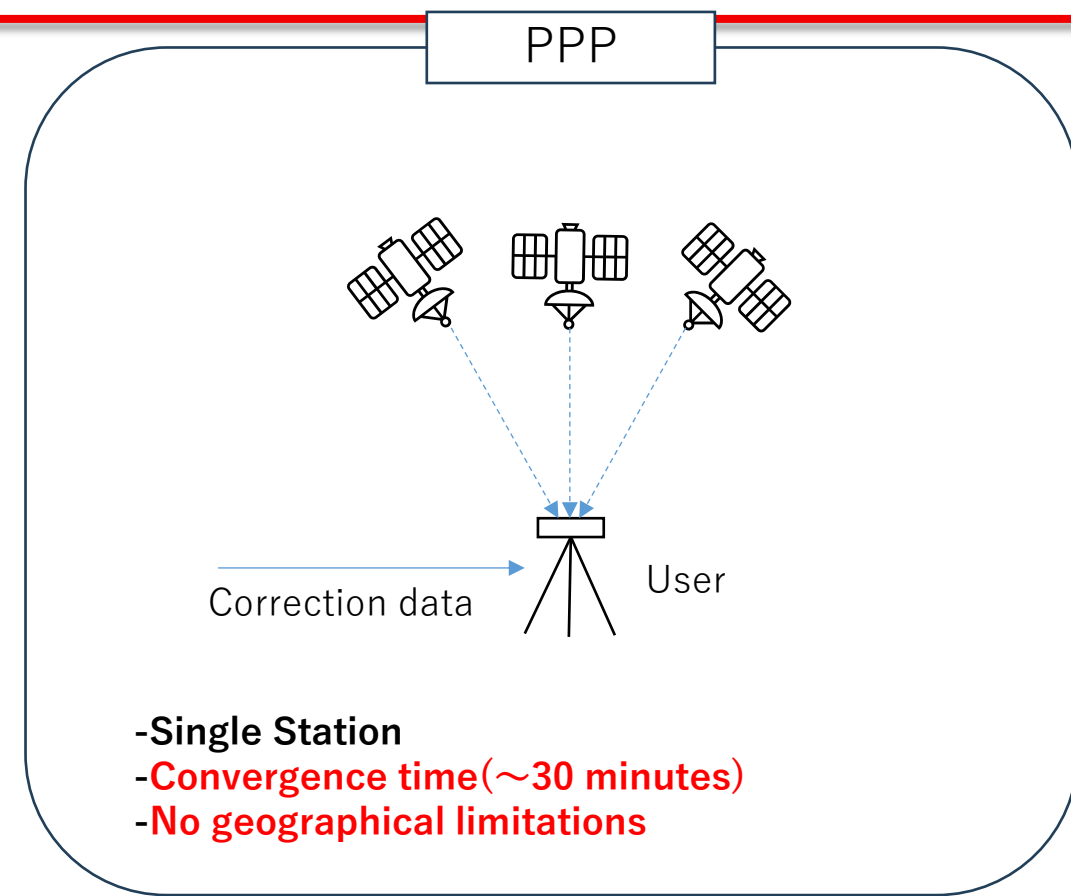 PPP
Correction data
User
-Single Station
-Convergence time(～30 minutes)
-No geographical limitations